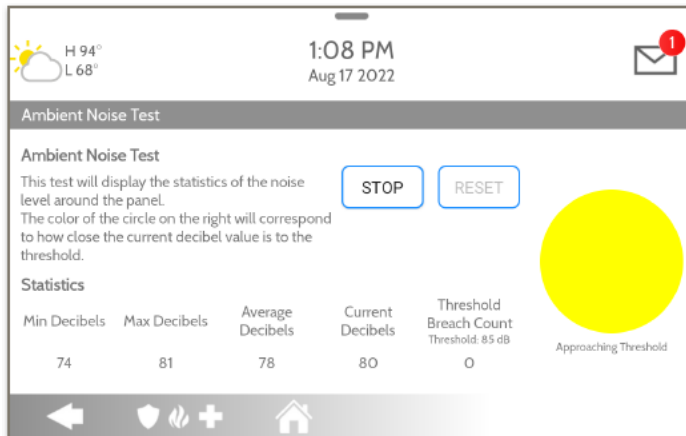 H 94°
L 68°
1:08 PM
Aug 17 2022
1
Ambient Noise Test
Ambient Noise Test
This test will display the statistics of the noise
level around the panel.
The color of the circle on the right will correspond
to how close the current decibel value is to the
threshold.
STOP
RESET
Statistics
Min Decibels
Max Decibels
Average
Decibels
Current
Decibels
Threshold
Breach Count
Threshold: 85 dB
74
81
78
80
0
Approaching Threshold